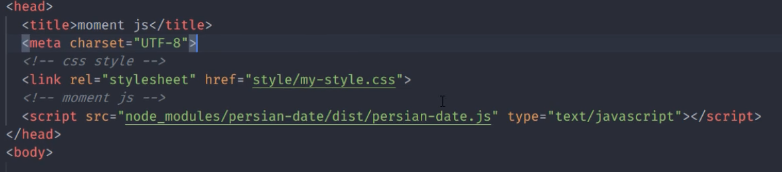 <head>
<title>moment js</title>
<meta charset="UTF-8">
<!-- css style -->
<link rel="stylesheet" href="style/my-style.css">
<!-- moment js -->
<script src="node_modules/persian-date/dist/persian-date.js" type="text/javascript"></script>
</head>
<body>